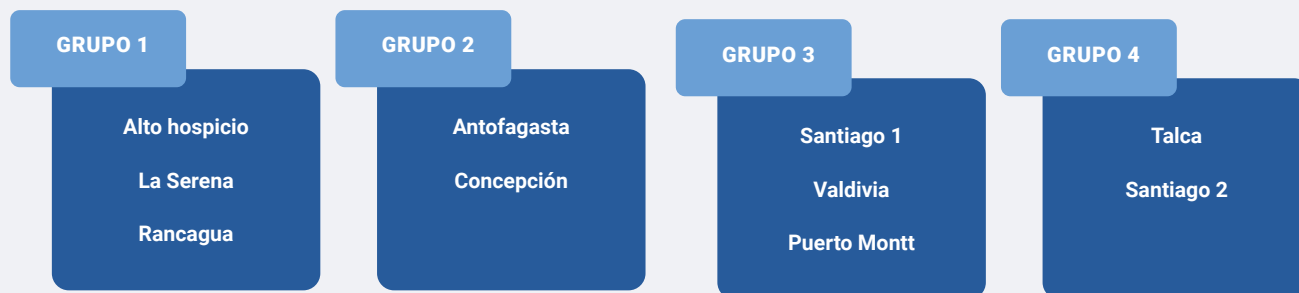 GRUPO 1
Alto hospicio
La Serena
Rancagua
GRUPO 2
Antofagasta
Concepción
GRUPO 3
Santiago 1
Valdivia
Puerto Montt
GRUPO 4
Talca
Santiago 2